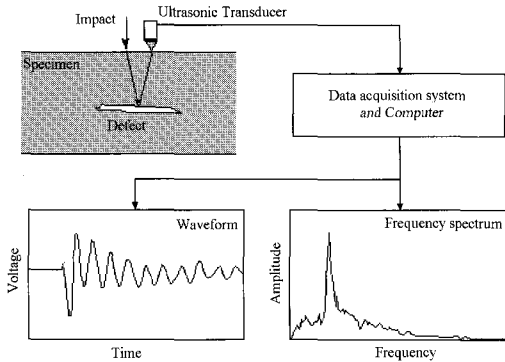 Impact
Ultrasonic Transducer
Specimen
Defect
Data acquisition system
and Computer
Waveform
Voltage
Time
Frequency spectrum
Amplitude
Frequency